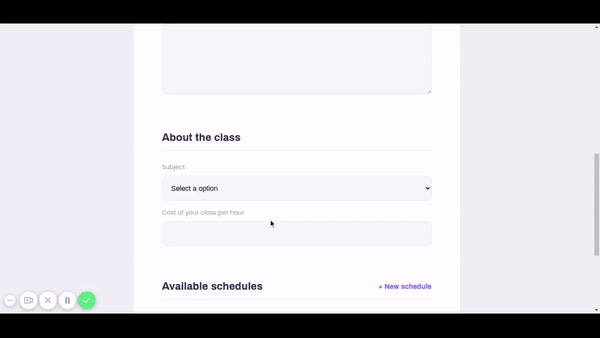 About the class
Subject
Select a option
Cost of your class per hour
Available schedules
+ New schedule